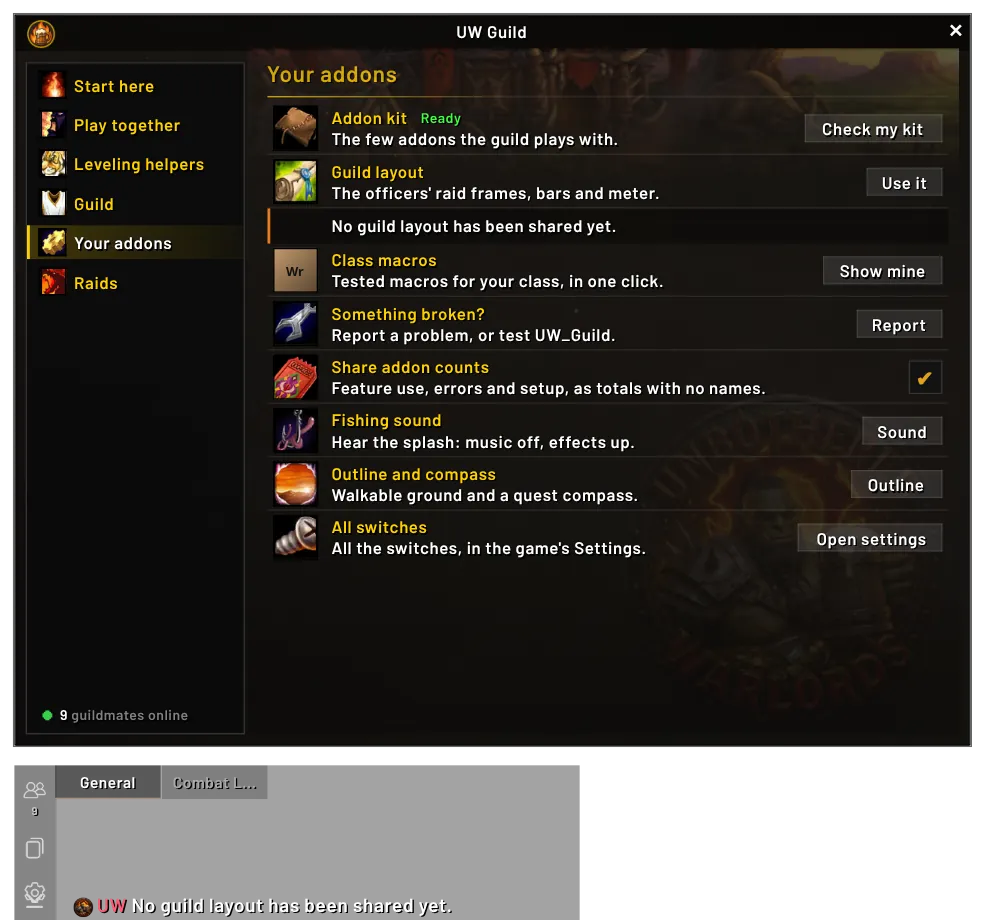 UW Guild
Start here
Play together
Leveling helpers
Guild
Your addons
Raids
9 guildmates online
Your addons
Addon kit Ready
The few addons the guild plays with.
Check my kit
Guild layout
The officers' raid frames, bars and meter.
Use it
No guild layout has been shared yet.
Wr
Class macros
Tested macros for your class, in one click.
Show mine
Something broken?
Report a problem, or test UW_Guild.
Report
Share addon counts
Feature use, errors and setup, as totals with no names.
Fishing sound
Hear the splash: music off, effects up.
Sound
Outline and compass
Walkable ground and a quest compass.
Outline
All switches
All the switches, in the game's Settings.
Open settings
General
Combat L...
9
UW No guild layout has been shared yet.